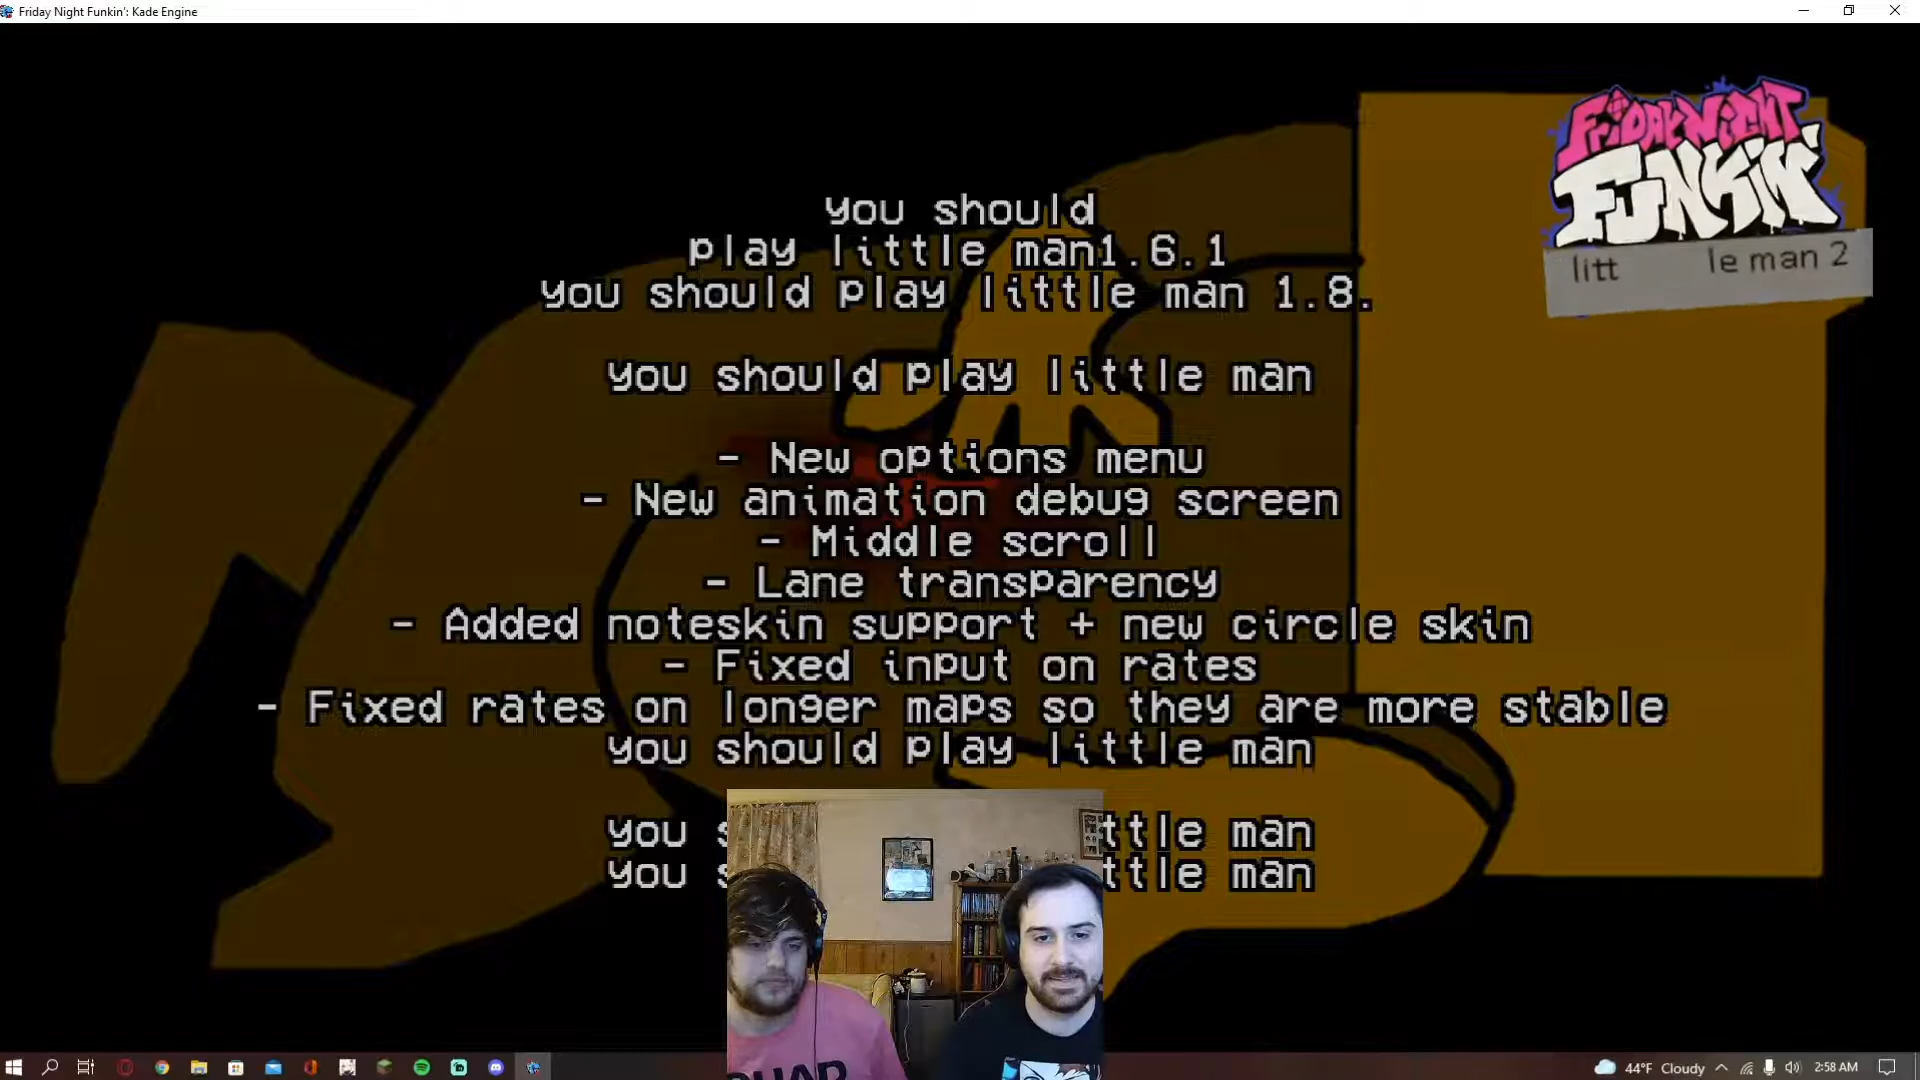 Friday Night Funkin': Kade Engine
FRIDAY NIGHT
FUNKIN'
litt le man 2
you should
play little man1.6.1
you should play little man 1.8.
you should play little man
- New options menu
- New animation debug screen
- Middle scroll
- Lane transparency
- Added noteskin support + new circle skin
- Fixed input on rates
- Fixed rates on longer maps so they are more stable
you should play little man
you s ttle man
you s ttle man
44°F Cloudy
2:58 AM